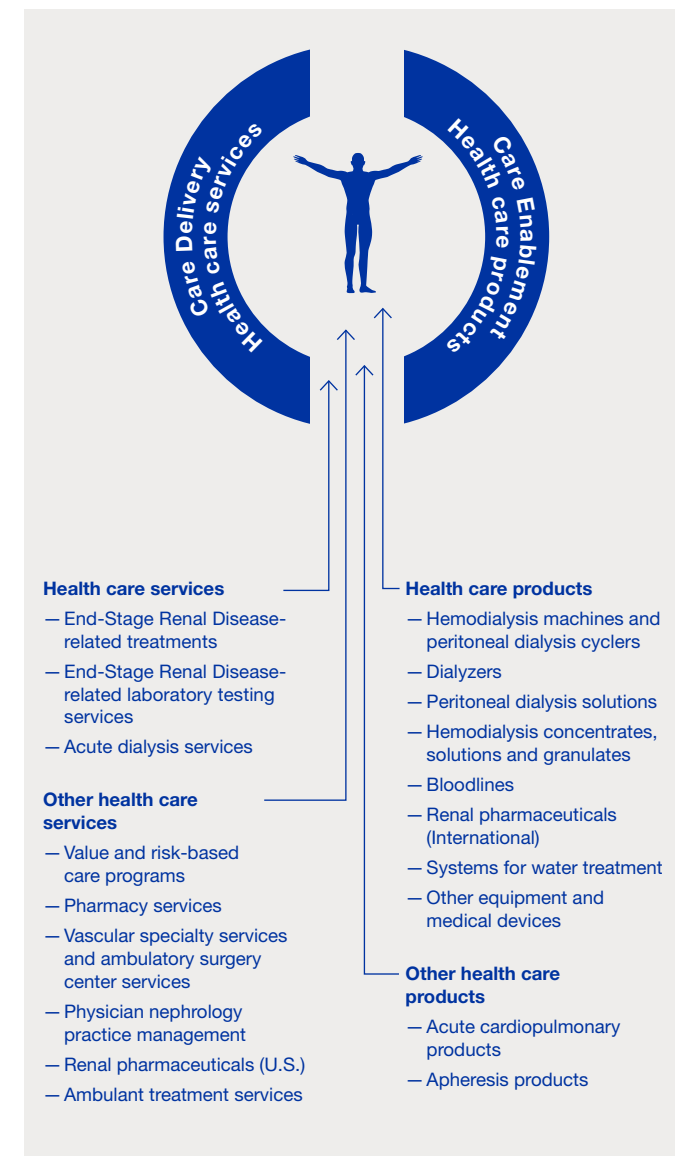 Care Delivery
Health care services
Care Enablement
Health care products
Health care services
— End-Stage Renal Disease-
related treatments
— End-Stage Renal Disease-
related laboratory testing
services
— Acute dialysis services
Other health care
services
— Value and risk-based
care programs
— Pharmacy services
— Vascular specialty services
and ambulatory surgery
center services
— Physician nephrology
practice management
— Renal pharmaceuticals (U.S.)
— Ambulant treatment services
Health care products
— Hemodialysis machines and
peritoneal dialysis cyclers
— Dialyzers
— Peritoneal dialysis solutions
— Hemodialysis concentrates,
solutions and granulates
— Bloodlines
— Renal pharmaceuticals
(International)
— Systems for water treatment
— Other equipment and
medical devices
Other health care
products
— Acute cardiopulmonary
products
— Apheresis products